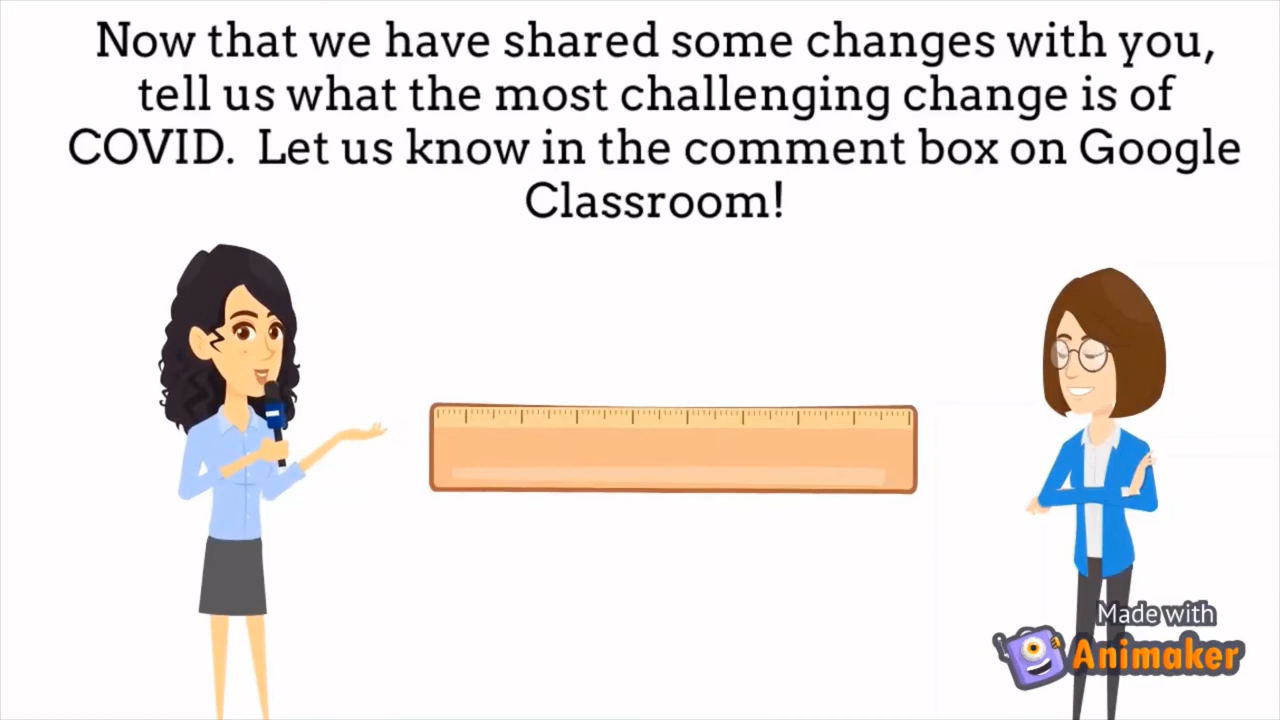 Now that we have shared some changes with you,
tell us what the most challenging change is of
COVID.  Let us know in the comment box on Google
Classroom!
Made with
Animaker